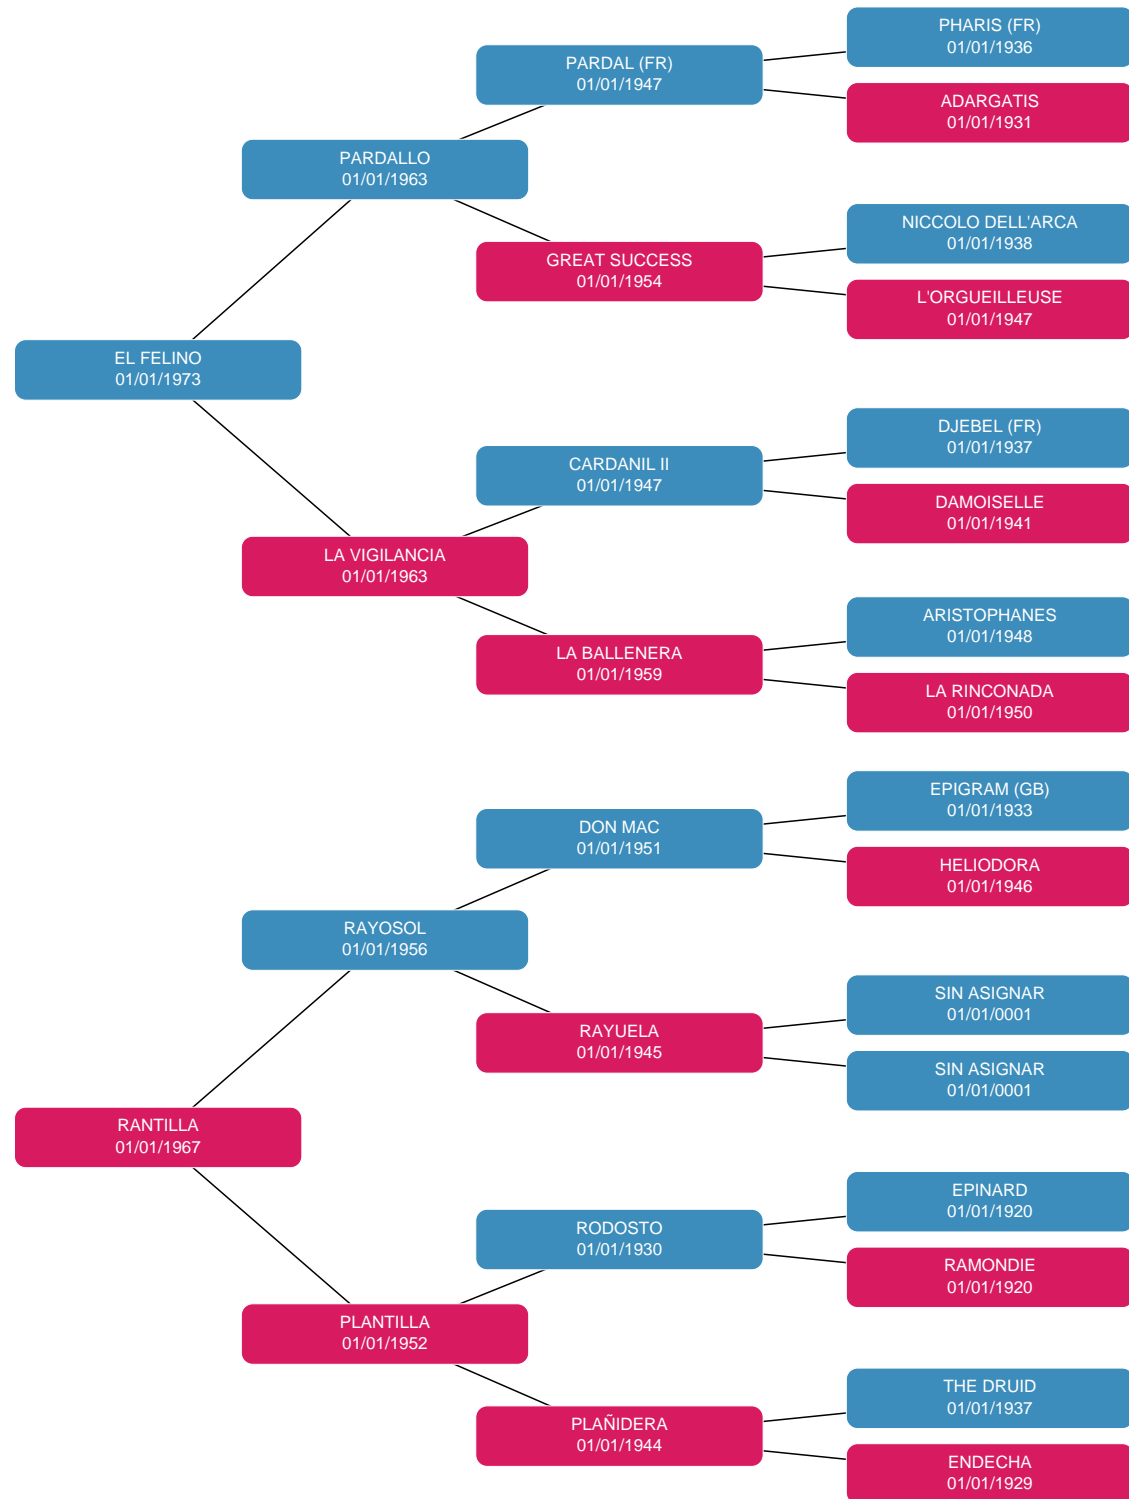 PHARIS (FR)
01/01/1936
PARDAL (FR)
01/01/1947
ADARGATIS
01/01/1931
PARDALLO
01/01/1963
NICCOLO DELL'ARCA
01/01/1938
GREAT SUCCESS
01/01/1954
L'ORGUEILLEUSE
01/01/1947
EL FELINO
01/01/1973
DJEBEL (FR)
01/01/1937
CARDANIL II
01/01/1947
DAMOISELLE
01/01/1941
LA VIGILANCIA
01/01/1963
ARISTOPHANES
01/01/1948
LA BALLENERA
01/01/1959
LA RINCONADA
01/01/1950
EPIGRAM (GB)
01/01/1933
DON MAC
01/01/1951
HELIODORA
01/01/1946
RAYOSOL
01/01/1956
SIN ASIGNAR
01/01/0001
RAYUELA
01/01/1945
SIN ASIGNAR
01/01/0001
RANTILLA
01/01/1967
EPINARD
01/01/1920
RODOSTO
01/01/1930
RAMONDIE
01/01/1920
PLANTILLA
01/01/1952
THE DRUID
01/01/1937
PLAÑIDERA
01/01/1944
ENDECHA
01/01/1929